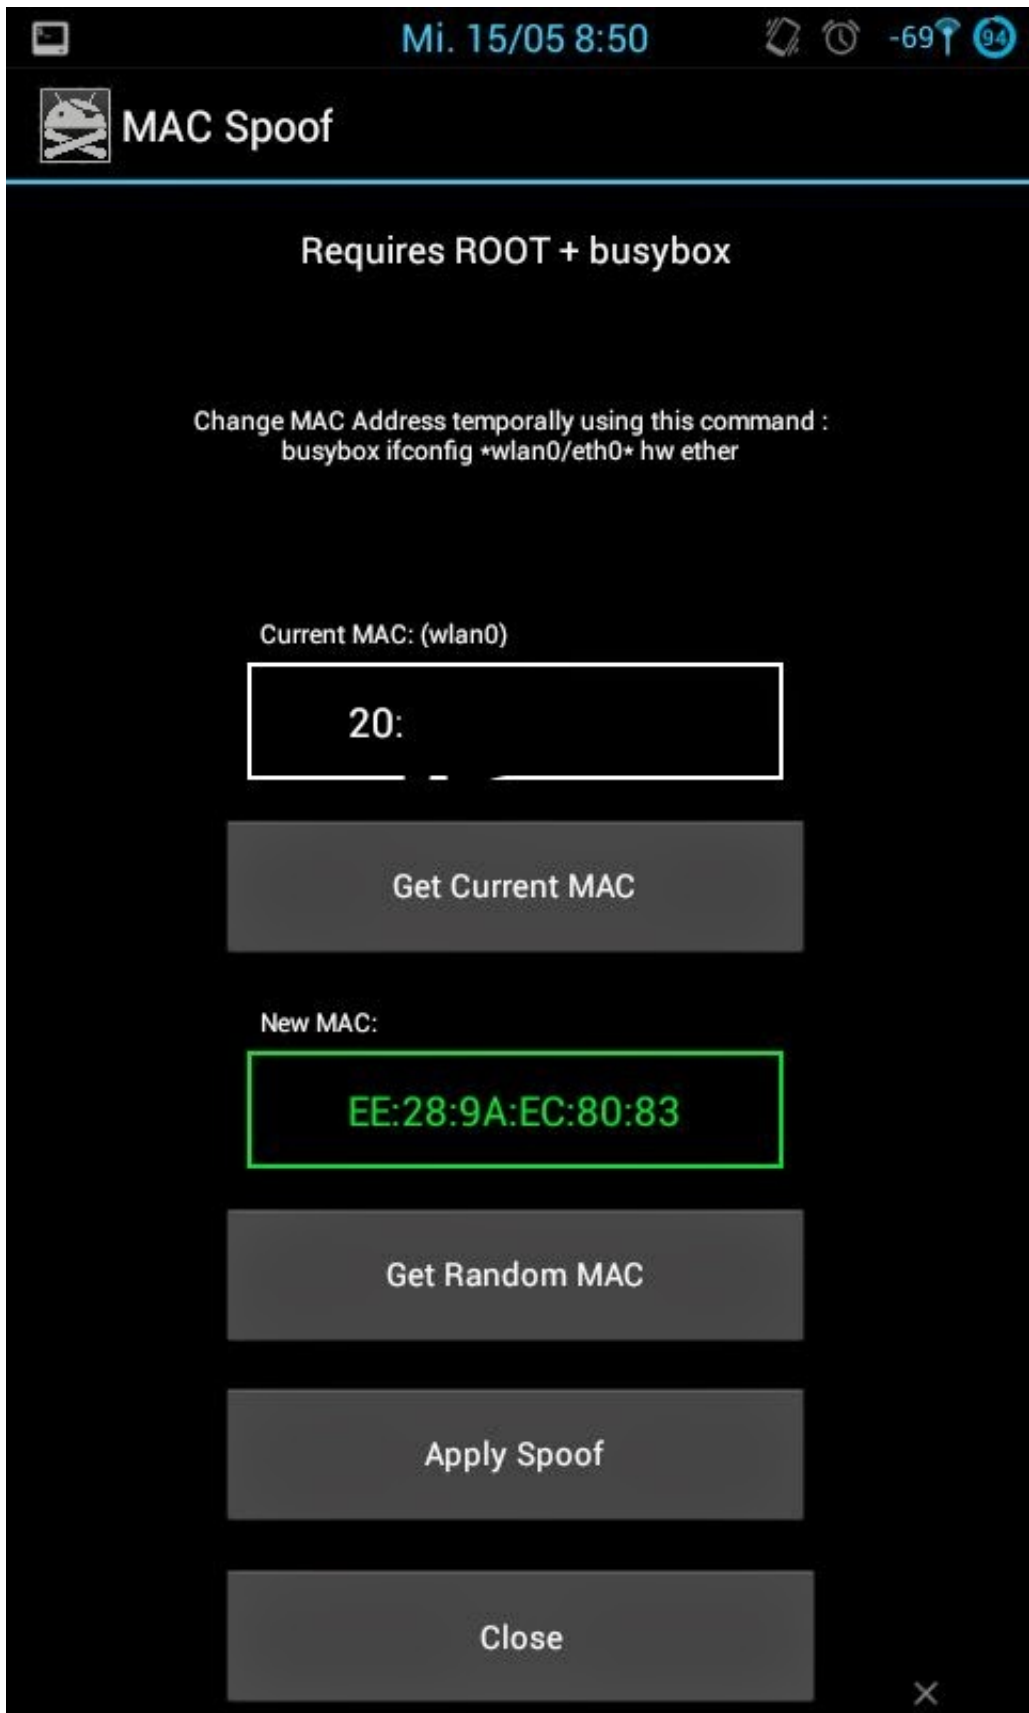 Mi. 15/05 8:50 -69 94
MAC Spoof
Requires ROOT + busybox
Change MAC Address temporally using this command :
busybox ifconfig *wlan0/eth0* hw ether
Current MAC: (wlan0)
20:
Get Current MAC
New MAC:
EE:28:9A:EC:80:83
Get Random MAC
Apply Spoof
Close